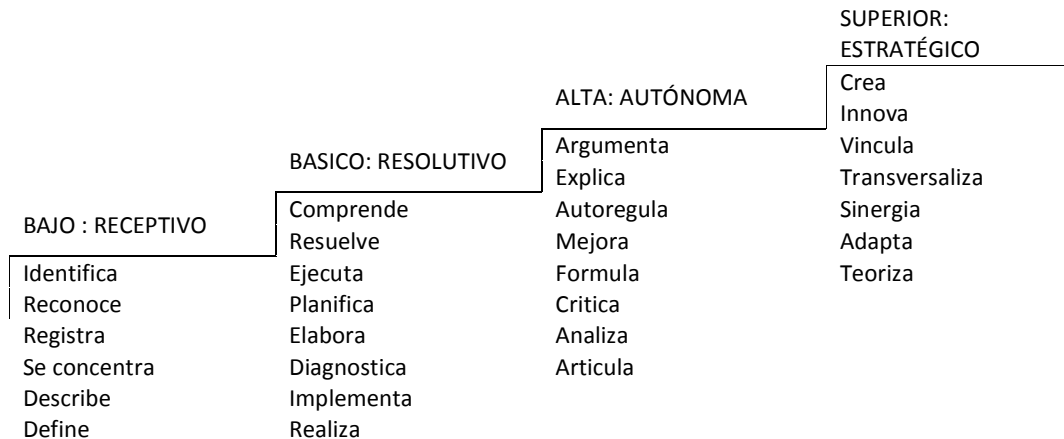 SUPERIOR:
ESTRATÉGICO
Crea
Innova
Vincula
Transversaliza
Sinergia
Adapta
Teoriza
ALTA: AUTÓNOMA
Argumenta
Explica
Autoregula
Mejora
Formula
Critica
Analiza
Articula
BASICO: RESOLUTIVO
Comprende
Resuelve
Ejecuta
Planifica
Elabora
Diagnostica
Implementa
Realiza
BAJO : RECEPTIVO
Identifica
Reconoce
Registra
Se concentra
Describe
Define